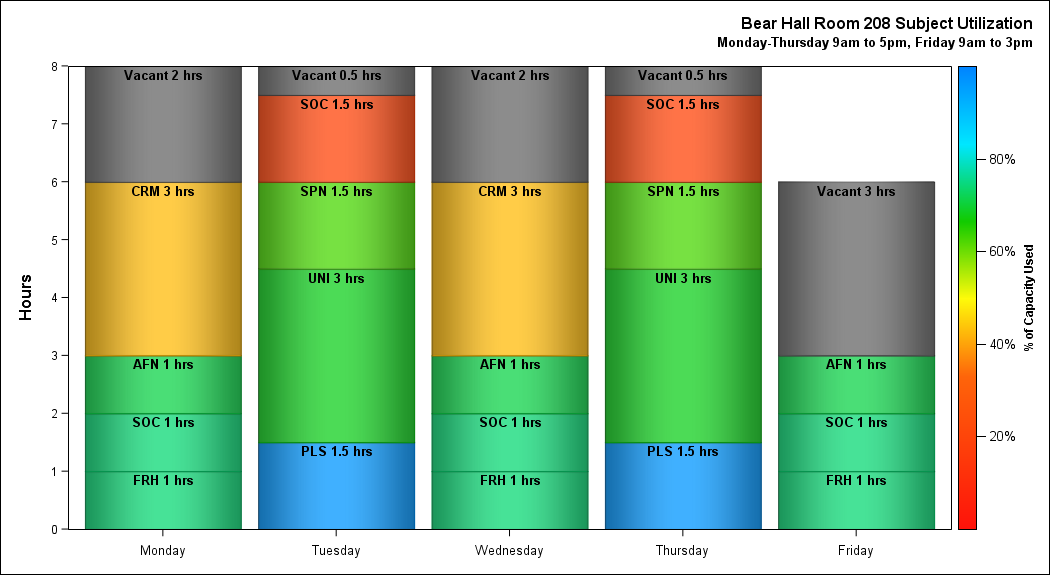 Bear Hall Room 208 Subject Utilization
Monday-Thursday 9am to 5pm, Friday 9am to 3pm
Hours
8
7
6
5
4
3
2
1
0
Vacant 2 hrs
CRM 3 hrs
AFN 1 hrs
SOC 1 hrs
FRH 1 hrs
Monday
Vacant 0.5 hrs
SOC 1.5 hrs
SPN 1.5 hrs
UNI 3 hrs
PLS 1.5 hrs
Tuesday
Vacant 2 hrs
CRM 3 hrs
AFN 1 hrs
SOC 1 hrs
FRH 1 hrs
Wednesday
Vacant 0.5 hrs
SOC 1.5 hrs
SPN 1.5 hrs
UNI 3 hrs
PLS 1.5 hrs
Thursday
Vacant 3 hrs
AFN 1 hrs
SOC 1 hrs
FRH 1 hrs
Friday
80%
60%
40%
20%
% of Capacity Used